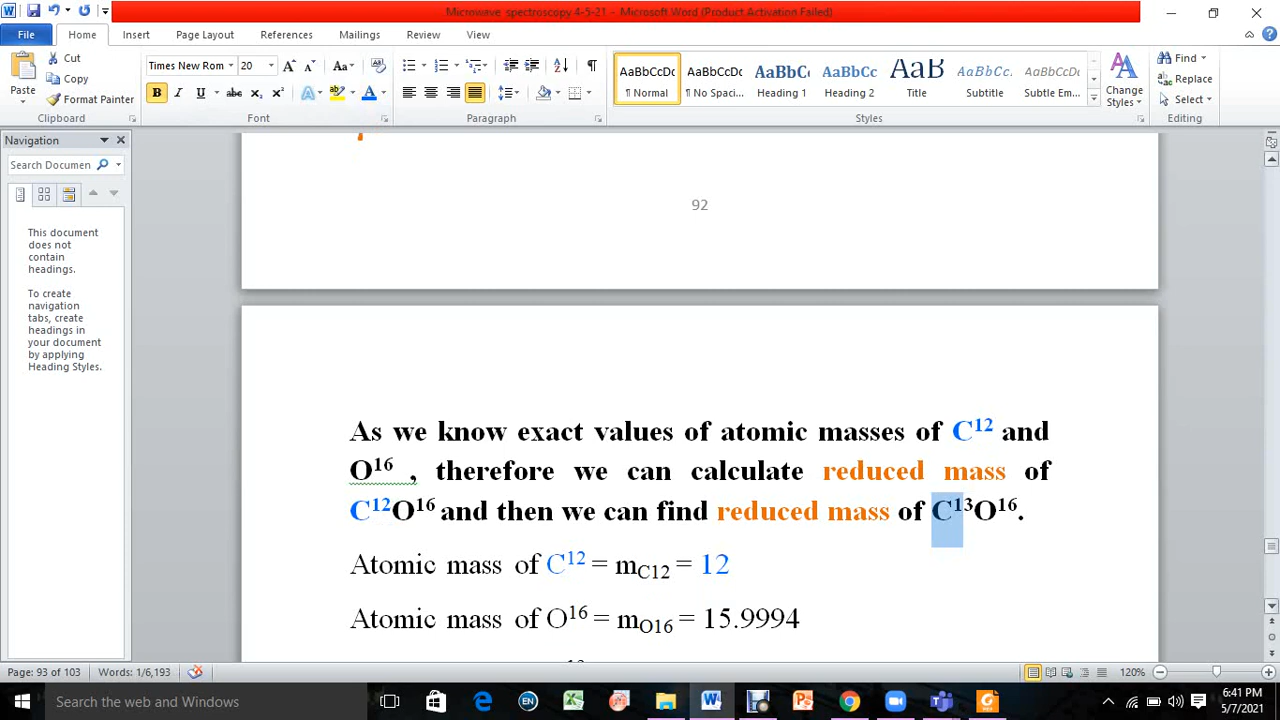 Microwave spectroscopy 4-5-21 - Microsoft Word (Product Activation Failed)
File Home Insert Page Layout References Mailings Review View
Paste
Cut
Copy
Format Painter
Clipboard
Times New Rom 20
B I U abc X₂ X²
Font
Paragraph
AaBbCcDc AaBbCcDc AaBbCc AaBbCc AaB AaBbCc. AaBbCcDc
¶ Normal ¶ No Spaci... Heading 1 Heading 2 Title Subtitle Subtle Em...
Change
Styles
Styles
Find
Replace
Select
Editing
Navigation
Search Documen
This document
does not
contain
headings.
To create
navigation
tabs, create
headings in
your document
by applying
Heading Styles.
92
As we know exact values of atomic masses of C¹² and
O¹⁶ , therefore we can calculate reduced mass of
C¹²O¹⁶ and then we can find reduced mass of C¹³O¹⁶.
Atomic mass of C¹² = mC12 = 12
Atomic mass of O¹⁶ = mO16 = 15.9994
Page: 93 of 103 Words: 1/6,193 120%
Search the web and Windows
EN
6:41 PM
5/7/2021